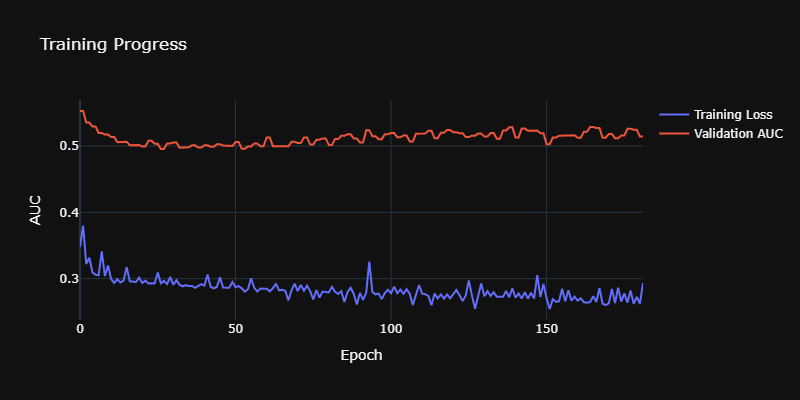 Training Progress
Training Loss
Validation AUC
0.5
0.4
0.3
AUC
0
50
100
150
Epoch